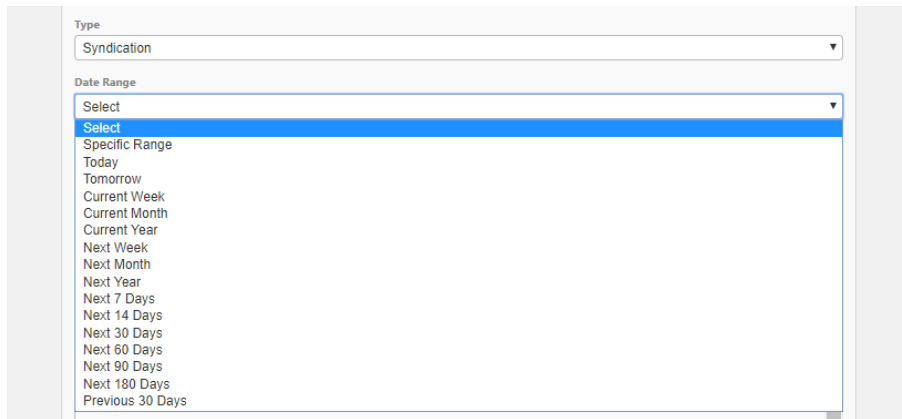 Type
Syndication
Date Range
Select
Select
Specific Range
Today
Tomorrow
Current Week
Current Month
Current Year
Next Week
Next Month
Next Year
Next 7 Days
Next 14 Days
Next 30 Days
Next 60 Days
Next 90 Days
Next 180 Days
Previous 30 Days